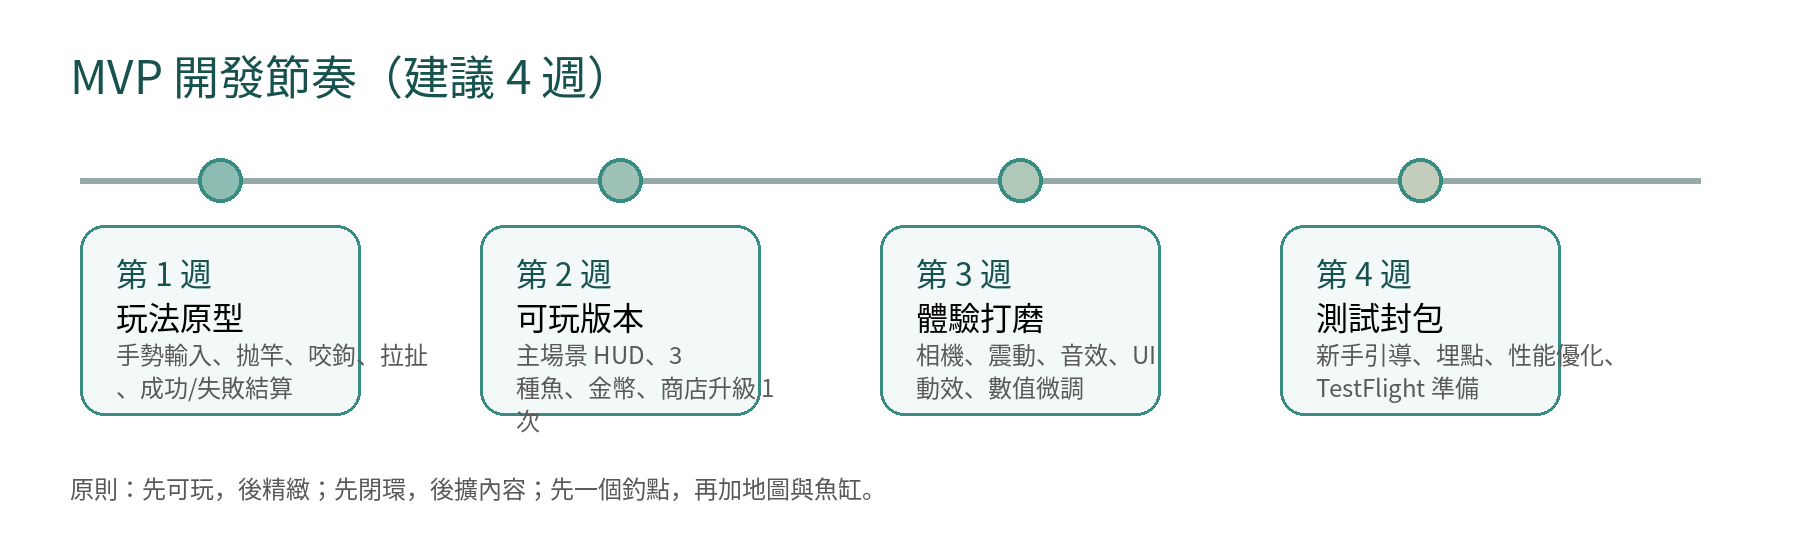 MVP 開發節奏（建議 4 週）
第 1 週
玩法原型
手勢輸入、拋竿、咬鉤、拉扯
、成功/失敗結算
第 2 週
可玩版本
主場景 HUD、3
種魚、金幣、商店升級 1
次
第 3 週
體驗打磨
相機、震動、音效、UI
動效、數值微調
第 4 週
測試封包
新手引導、埋點、性能優化、
TestFlight 準備
原則：先可玩，後精緻；先閉環，後擴內容；先一個釣點，再加地圖與魚缸。